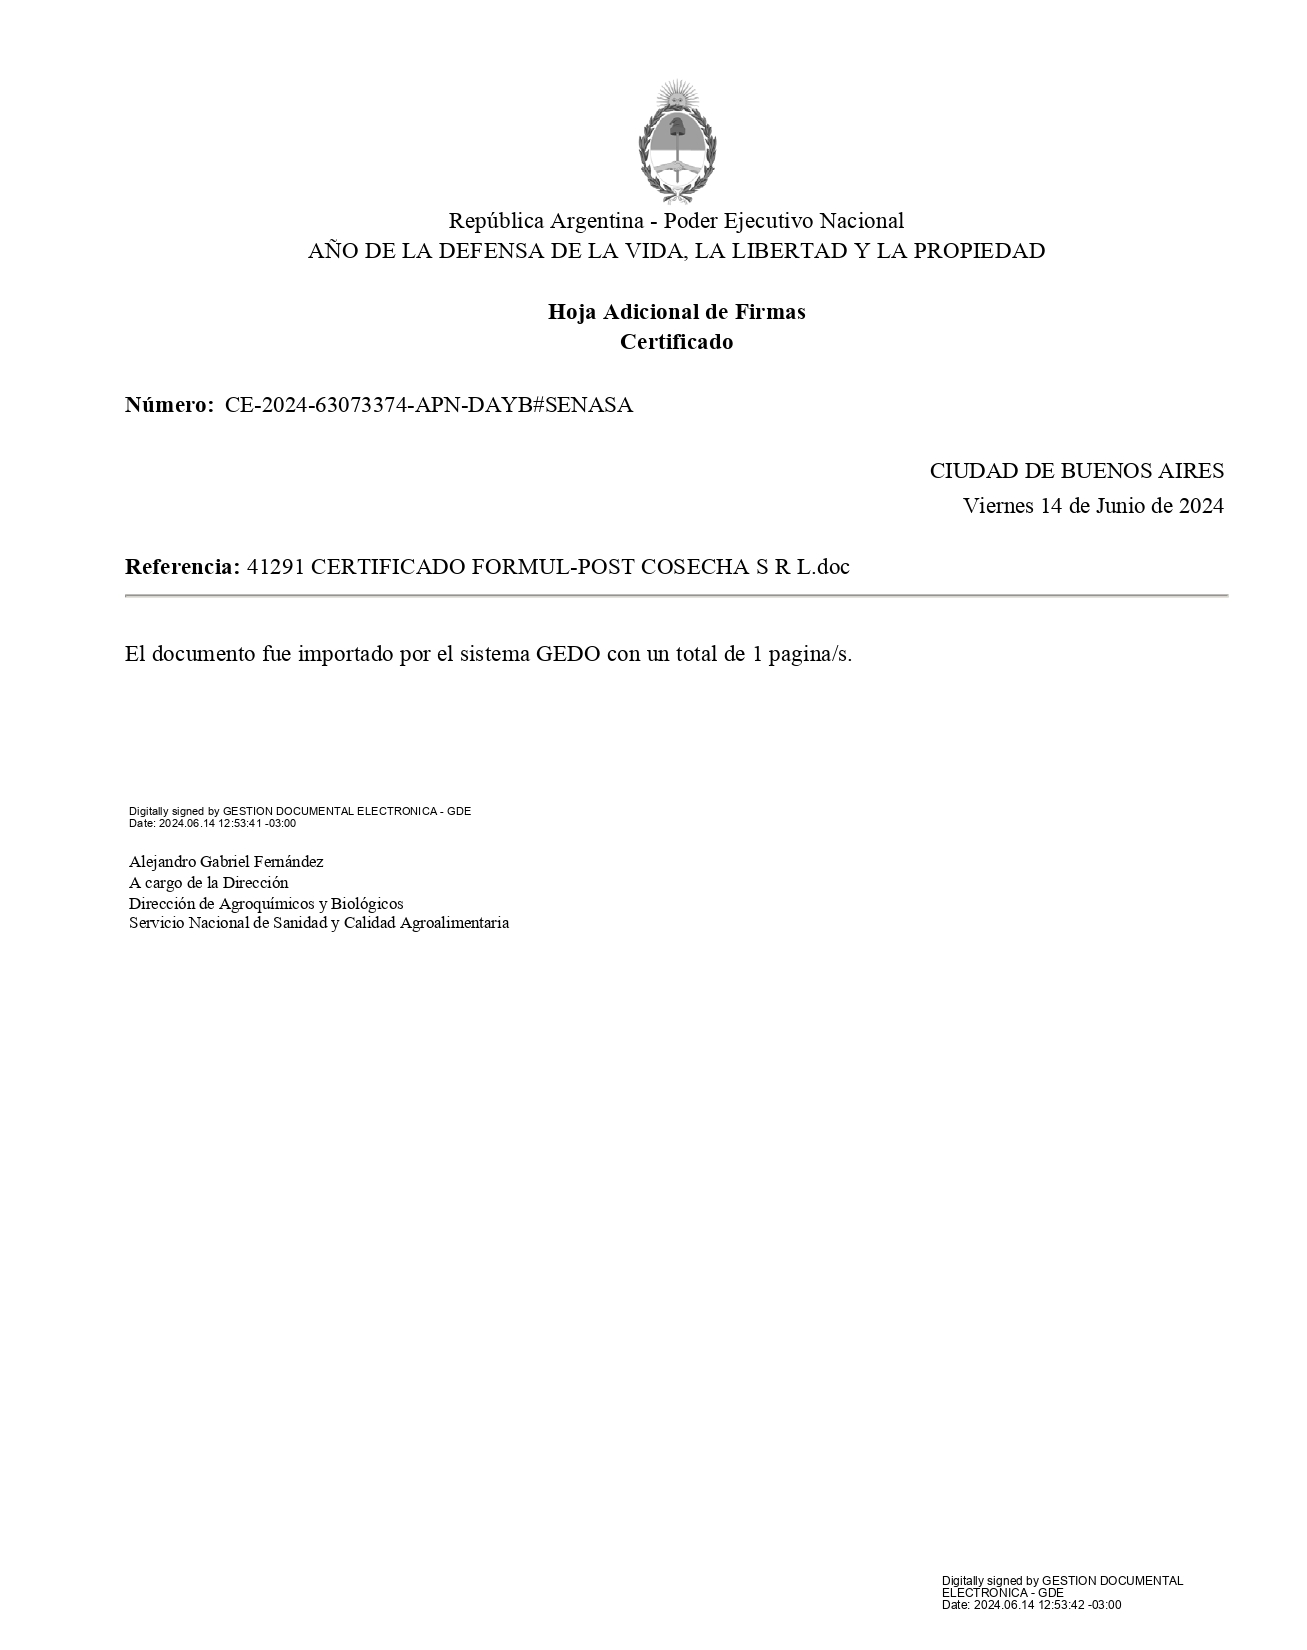 República Argentina - Poder Ejecutivo Nacional
AÑO DE LA DEFENSA DE LA VIDA, LA LIBERTAD Y LA PROPIEDAD
Hoja Adicional de Firmas
Certificado
Número: CE-2024-63073374-APN-DAYB#SENASA
CIUDAD DE BUENOS AIRES
Viernes 14 de Junio de 2024
Referencia: 41291 CERTIFICADO FORMUL-POST COSECHA S R L.doc
El documento fue importado por el sistema GEDO con un total de 1 pagina/s.
Digitally signed by GESTION DOCUMENTAL ELECTRONICA - GDE
Date: 2024.06.14 12:53:41 -03:00
Alejandro Gabriel Fernández
A cargo de la Dirección
Dirección de Agroquímicos y Biológicos
Servicio Nacional de Sanidad y Calidad Agroalimentaria
Digitally signed by GESTION DOCUMENTAL
ELECTRONICA - GDE
Date: 2024.06.14 12:53:42 -03:00